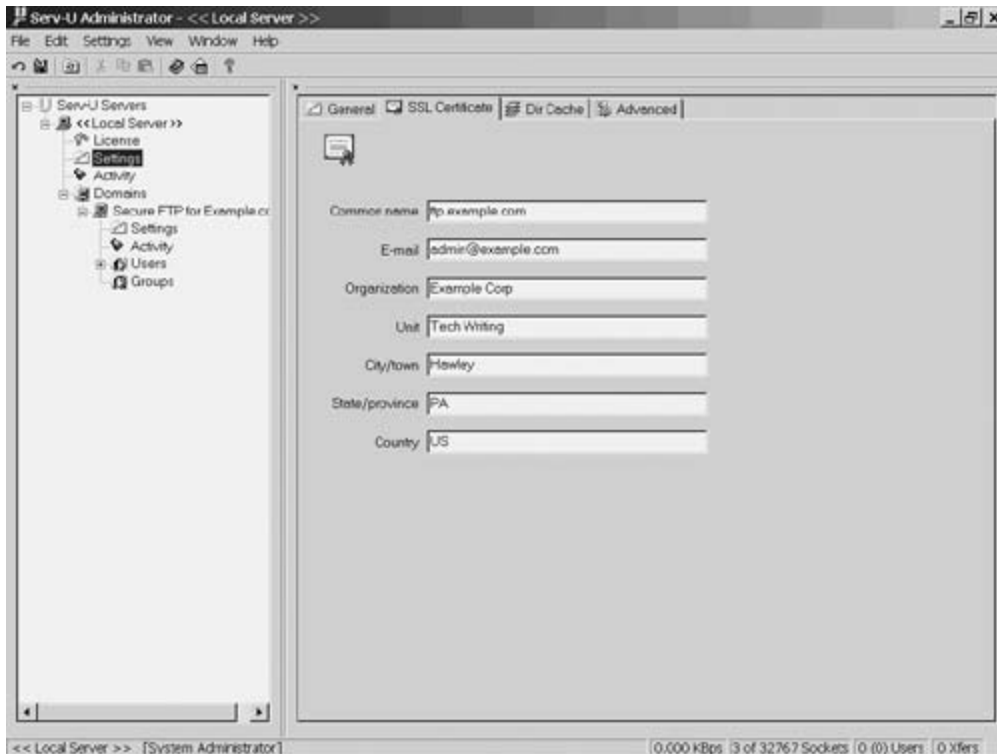 Serv-U Administrator - << Local Server >>
File Edit Settings View Window Help
Serv-U Servers
<< Local Server >>
License
Settings
Activity
Domains
Secure FTP for Example.cc
Settings
Activity
Users
Groups
General SSL Certificate Dir Cache Advanced
Common name ftp.example.com
E-mail admin@example.com
Organization Example Corp
Unit Tech Writing
City/town Hawley
State/province PA
Country US
<< Local Server >> [System Administrator] 0.000 KBps 3 of 32767 Sockets 0 (0) Users 0 Xfers